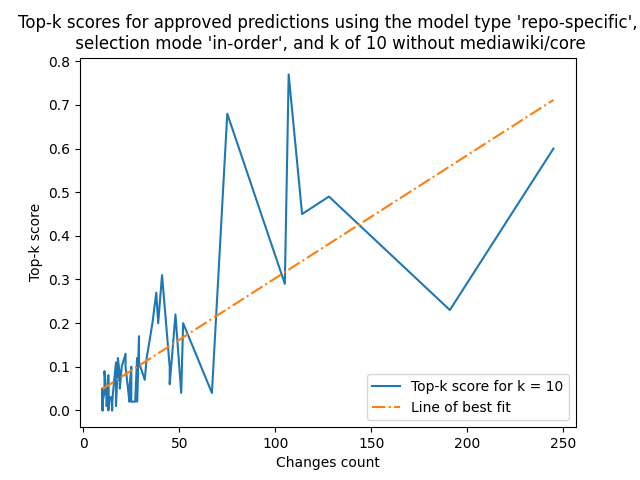 Top-k scores for approved predictions using the model type 'repo-specific',
selection mode 'in-order', and k of 10 without mediawiki/core
0.8
0.7
0.6
0.5
0.4
0.3
0.2
0.1
0.0
Top-k score
Top-k score for k = 10
Line of best fit
0 50 100 150 200 250
Changes count